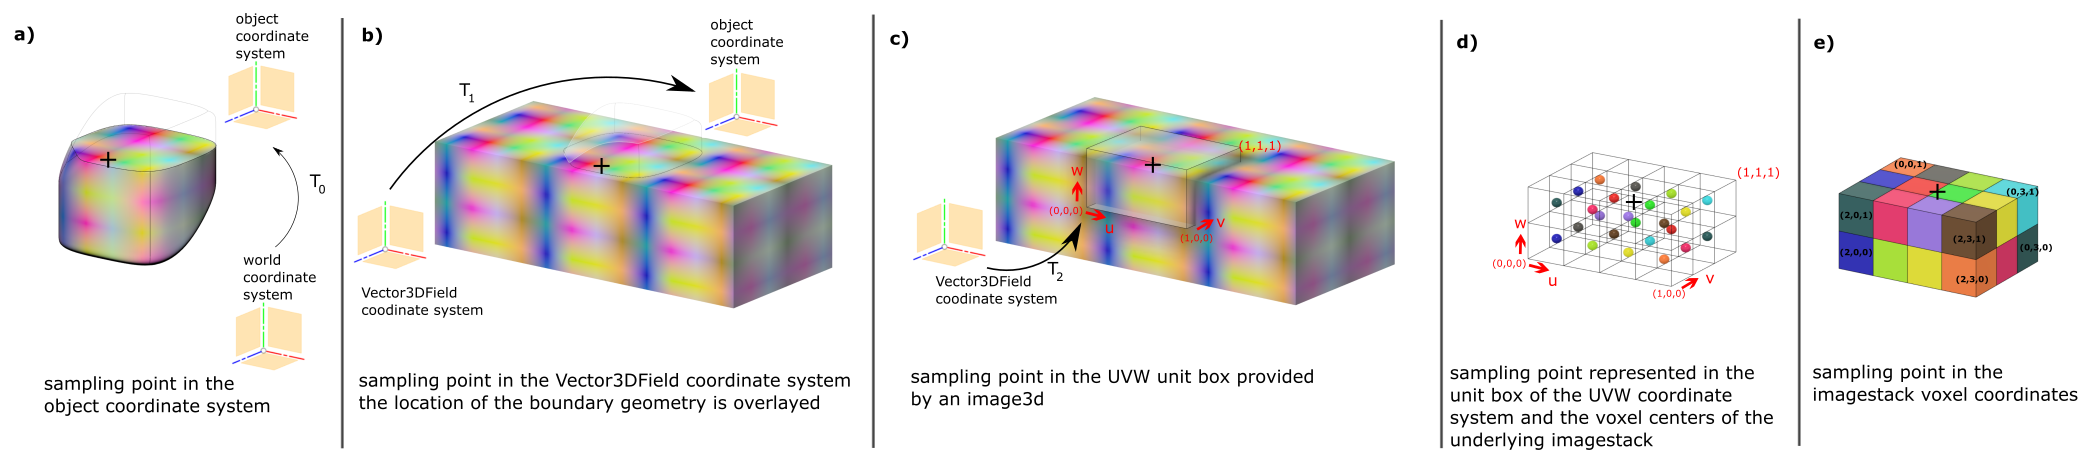 a)
object
coordinate
system
T0
world
coordinate
system
sampling point in the
object coordinate system
b)
object
coordinate
system
T1
Vector3DField
coodinate system
sampling point in the Vector3DField coordinate system
the location of the boundary geometry is overlayed
c)
(1,1,1)
w
(0,0,0)
u
v
(1,0,0)
T2
Vector3DField
coodinate system
sampling point in the UVW unit box provided
by an image3d
d)
(1,1,1)
w
(0,0,0)
u
v
(1,0,0)
sampling point represented in the
unit box of the UVW coordinate
system and the voxel centers of the
underlying imagestack
e)
(0,0,1)
(0,3,1)
(2,0,1)
(2,3,1)
(0,3,0)
(2,0,0)
(2,3,0)
sampling point in the
imagestack voxel coordinates